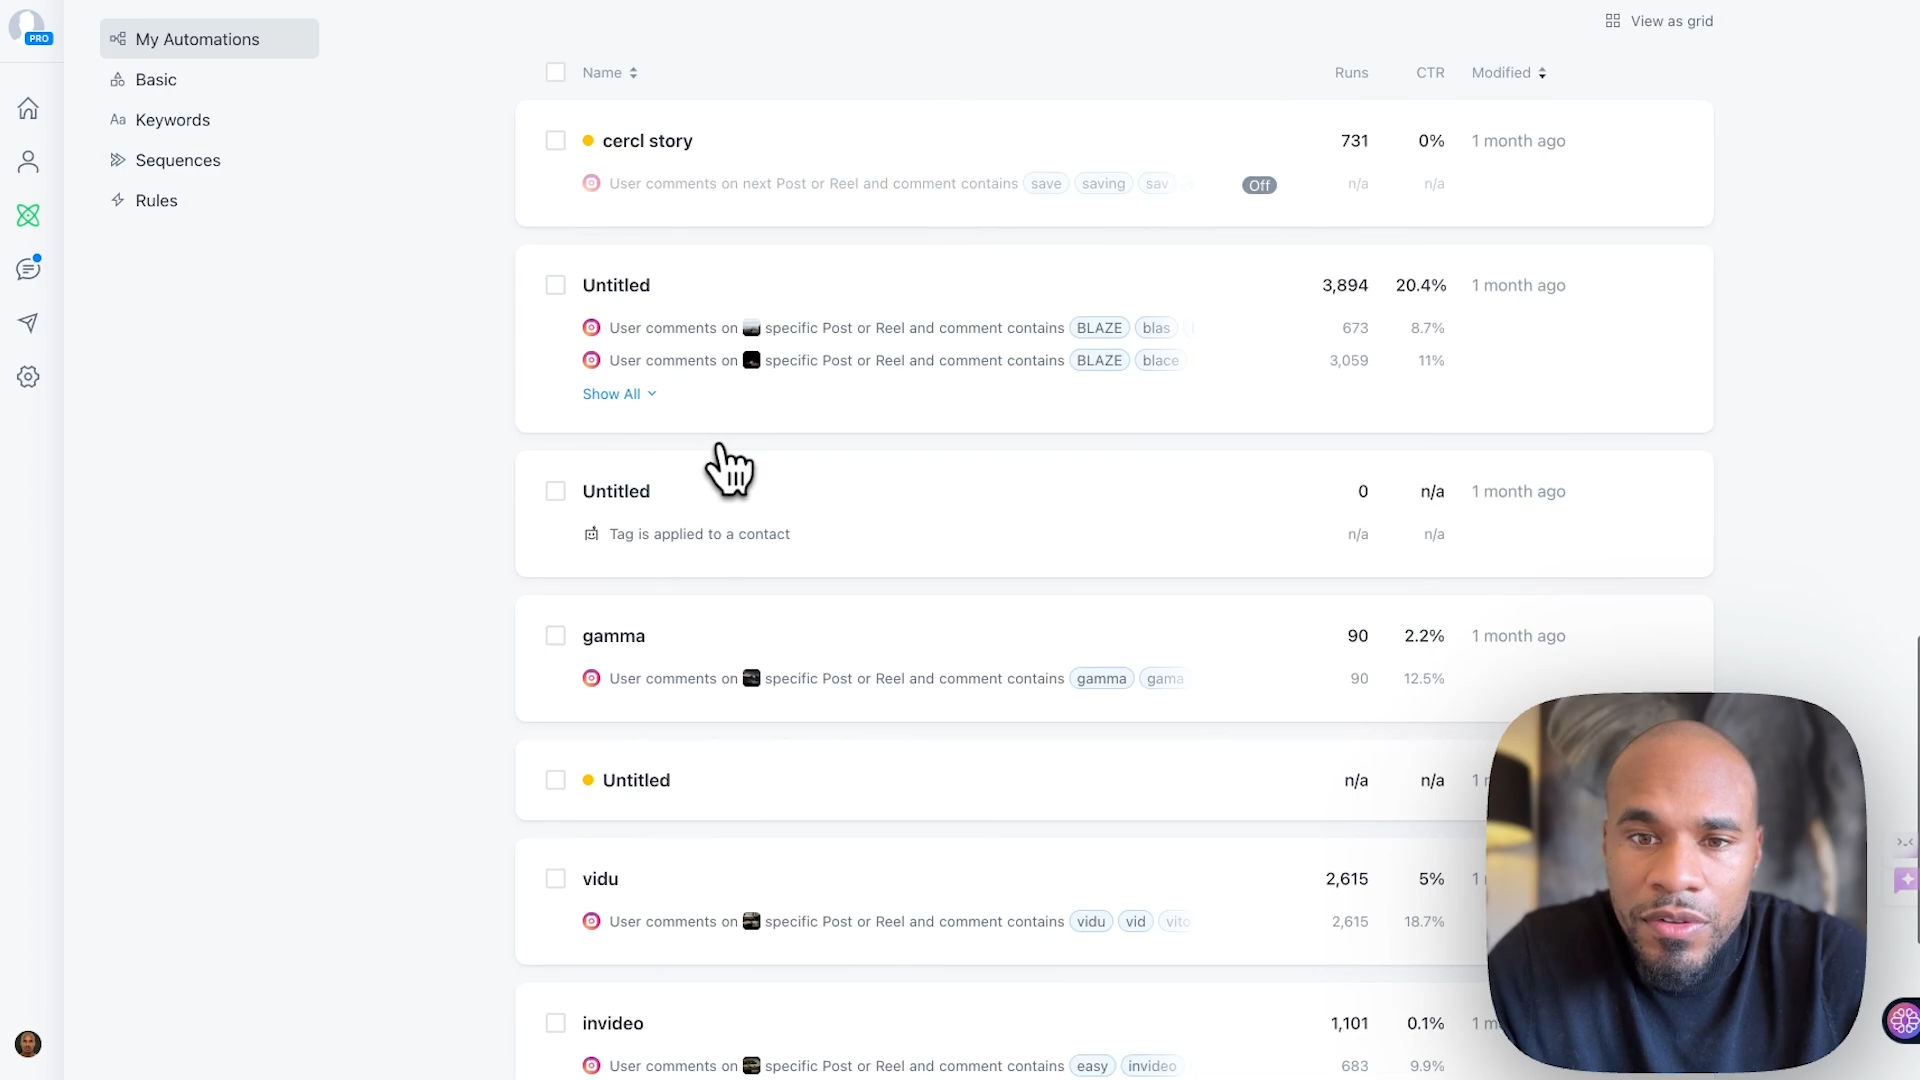 PRO
My Automations
Basic
Aa Keywords
Sequences
Rules
View as grid
Name Runs CTR Modified
cercl story 731 0% 1 month ago
User comments on next Post or Reel and comment contains save saving sav Off n/a n/a
Untitled 3,894 20.4% 1 month ago
User comments on specific Post or Reel and comment contains BLAZE blas 673 8.7%
User comments on specific Post or Reel and comment contains BLAZE blace 3,059 11%
Show All
Untitled 0 n/a 1 month ago
Tag is applied to a contact n/a n/a
gamma 90 2.2% 1 month ago
User comments on specific Post or Reel and comment contains gamma gama 90 12.5%
Untitled n/a n/a 1
vidu 2,615 5% 1
User comments on specific Post or Reel and comment contains vidu vid vito 2,615 18.7%
invideo 1,101 0.1% 1
User comments on specific Post or Reel and comment contains easy invideo 683 9.9%